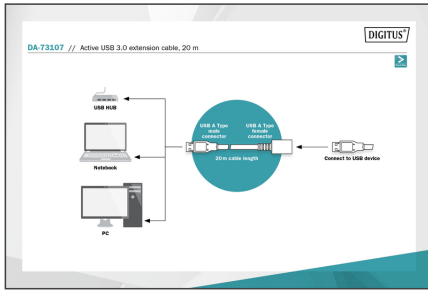 DIGITUS®
DA-73107 // Active USB 3.0 extension cable, 20 m
USB HUB
USB A Type
male
connector
USB A Type
female
connector
20 m cable length
Notebook
Connect to USB device
PC